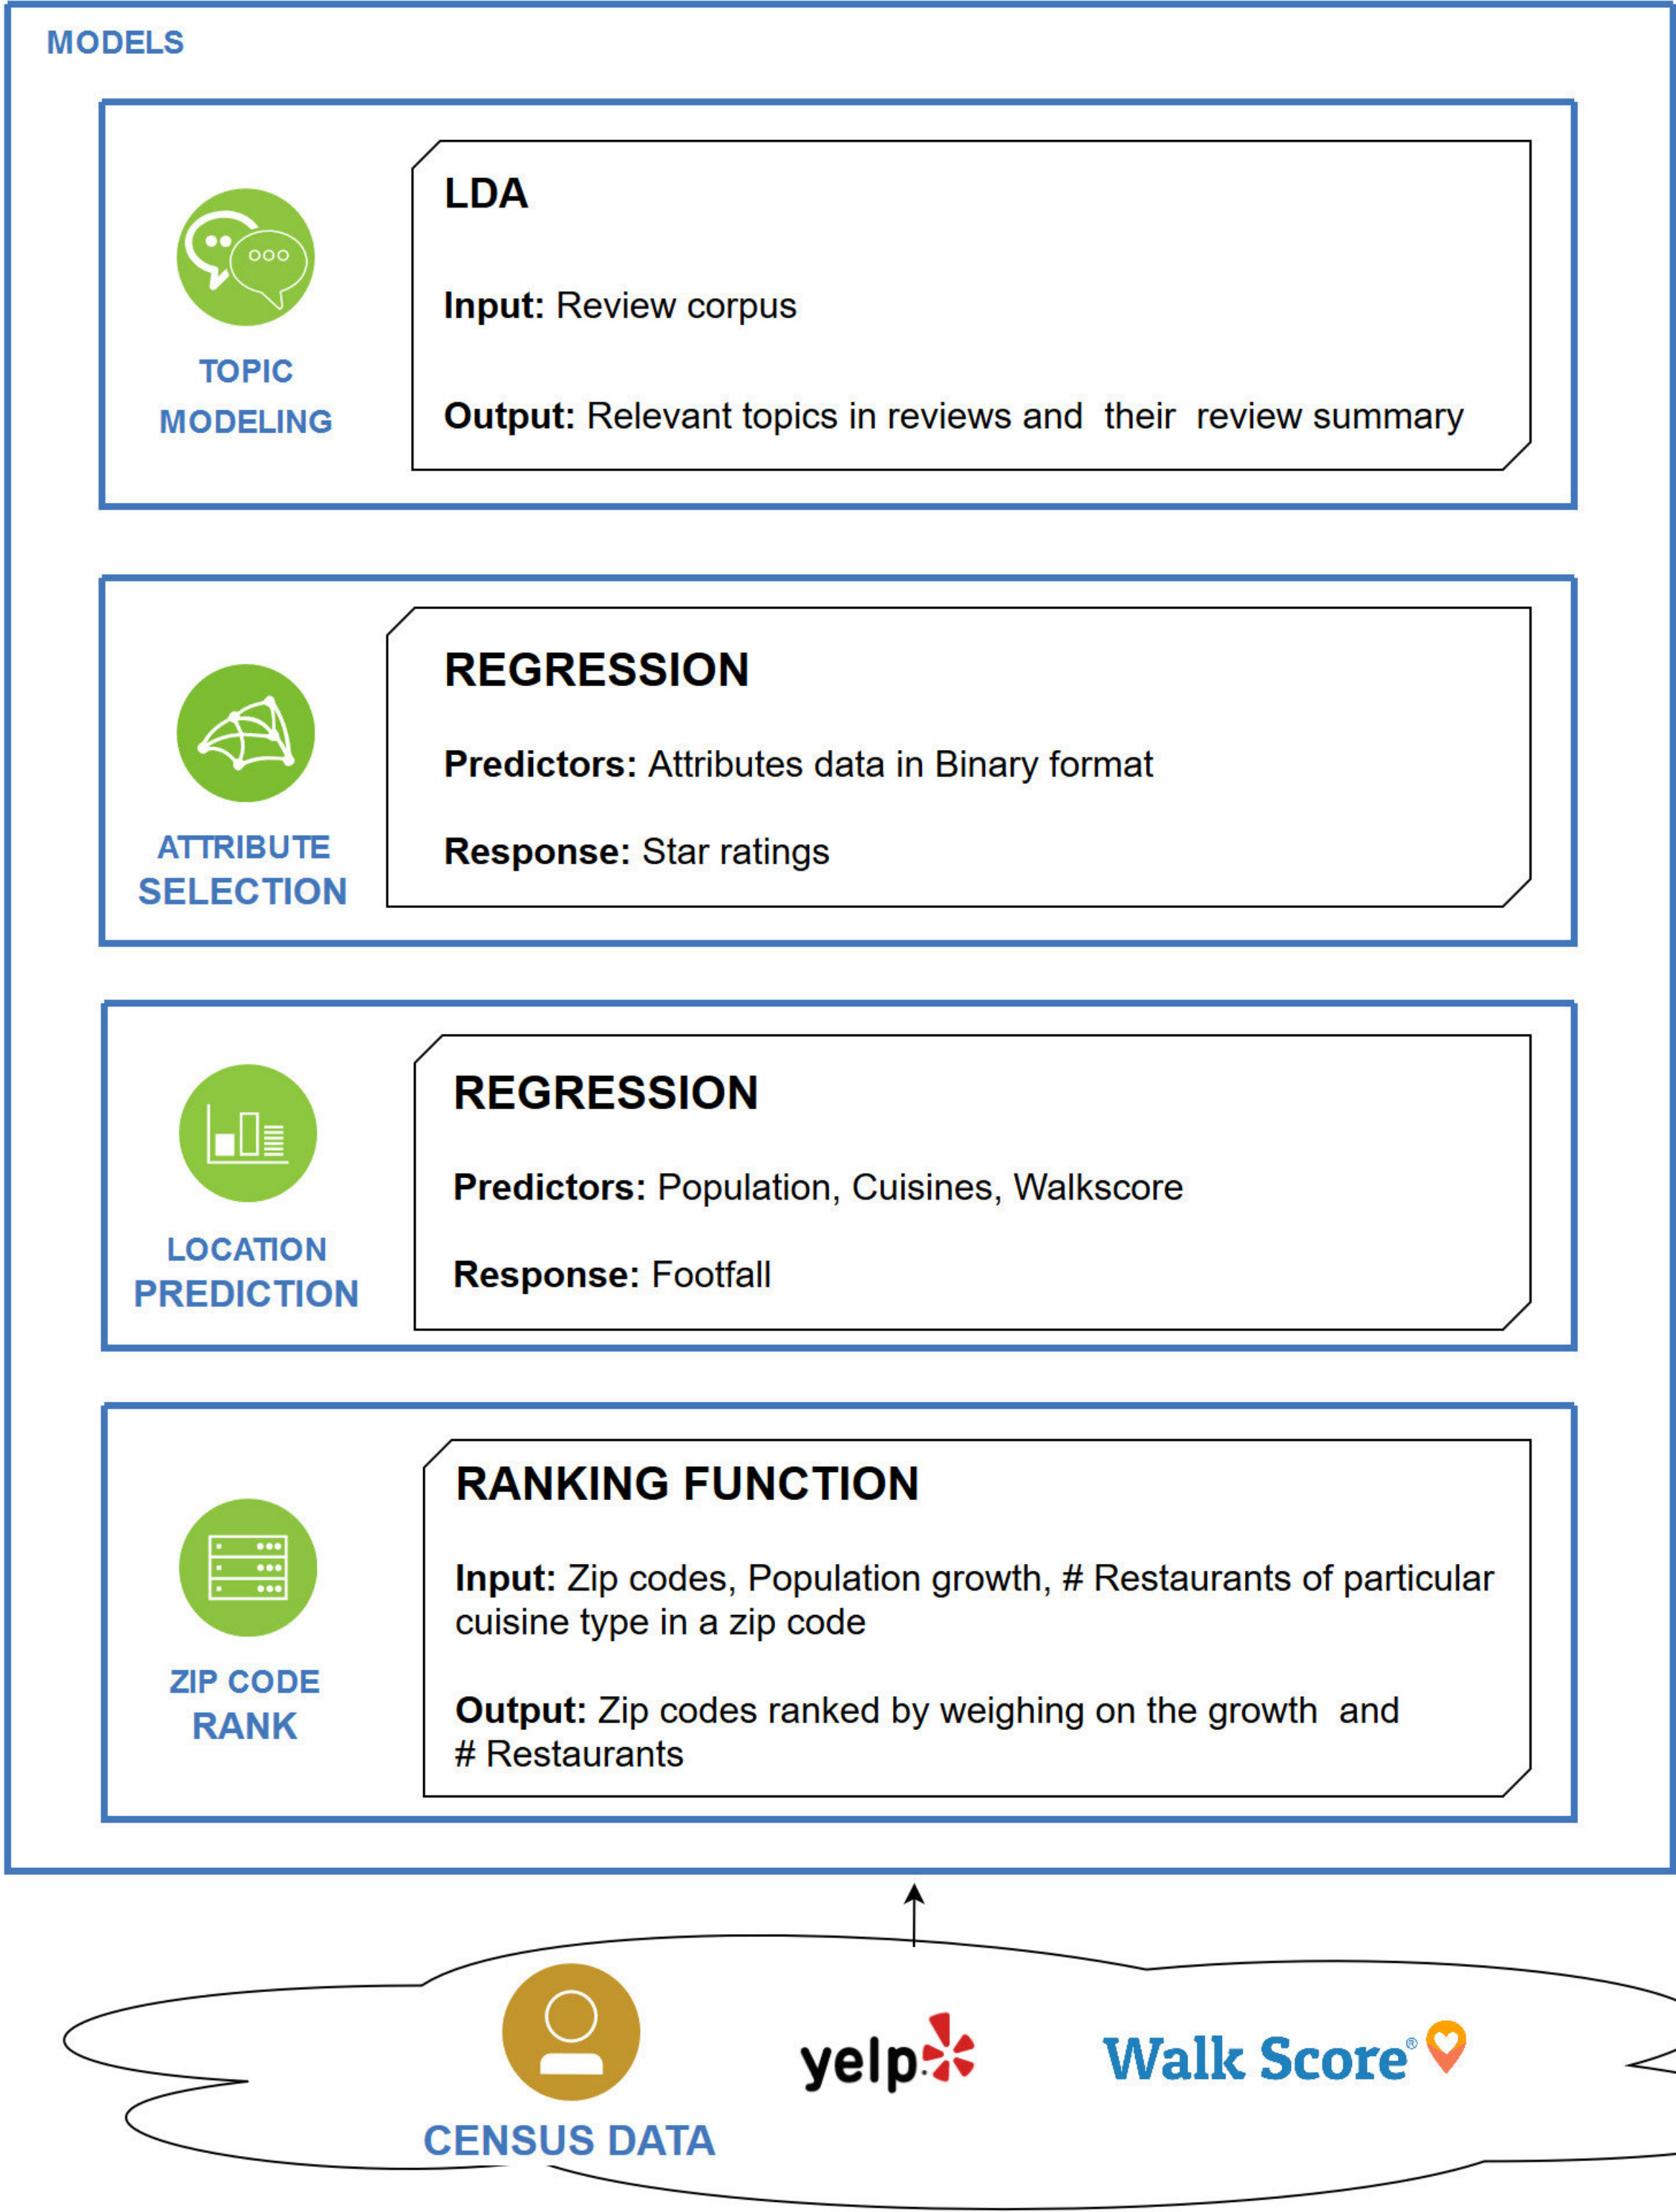 MODELS
TOPIC
MODELING
LDA
Input: Review corpus
Output: Relevant topics in reviews and their review summary
ATTRIBUTE
SELECTION
REGRESSION
Predictors: Attributes data in Binary format
Response: Star ratings
LOCATION
PREDICTION
REGRESSION
Predictors: Population, Cuisines, Walkscore
Response: Footfall
ZIP CODE
RANK
RANKING FUNCTION
Input: Zip codes, Population growth, # Restaurants of particular
cuisine type in a zip code
Output: Zip codes ranked by weighing on the growth and
# Restaurants
CENSUS DATA
yelp
Walk Score®